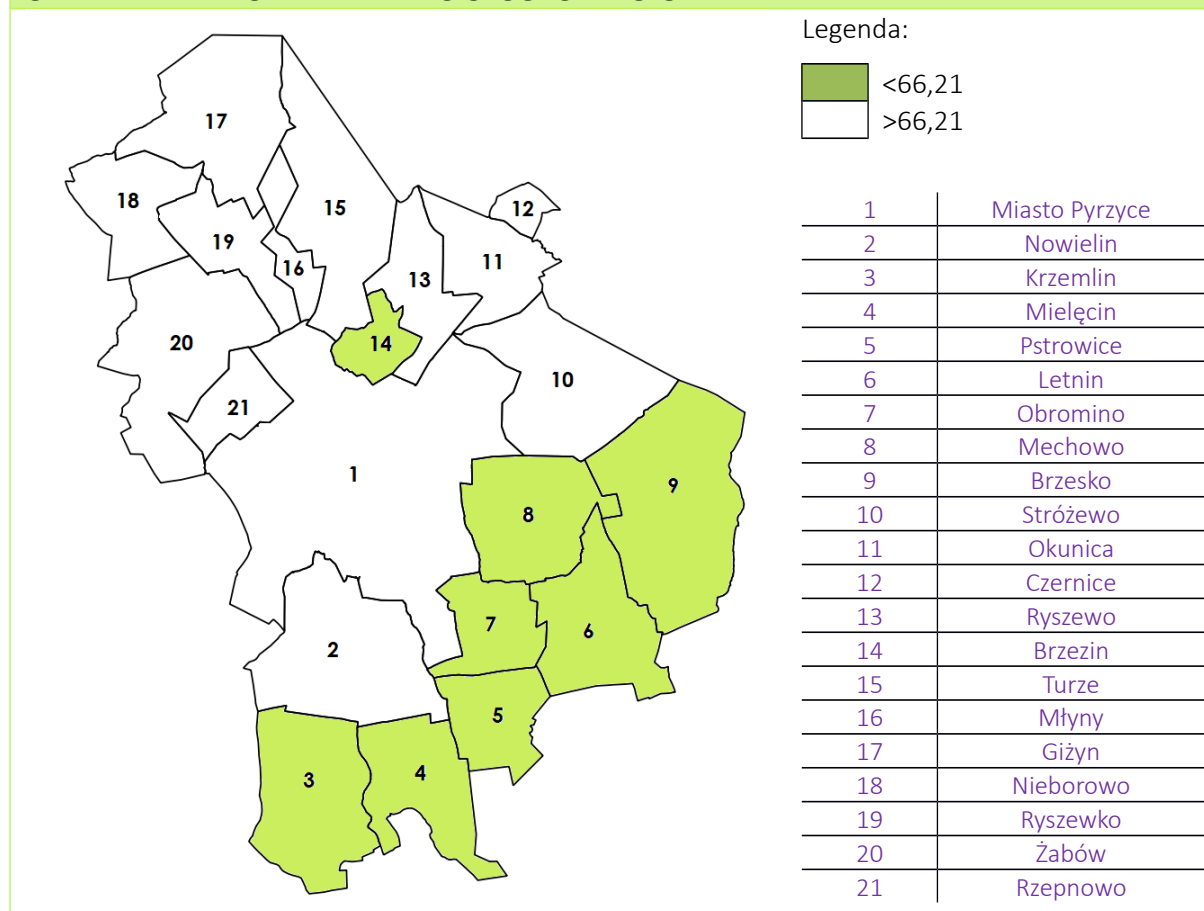 Legenda:
<66,21
>66,21
17
18
15
12
19
16
11
13
20
14
10
21
1
9
8
7
6
2
5
4
3
1 Miasto Pyrzyce
2 Nowielin
3 Krzemlin
4 Mielęcin
5 Pstrowice
6 Letnin
7 Obromino
8 Mechowo
9 Brzesko
10 Stróżewo
11 Okunica
12 Czernice
13 Ryszewo
14 Brzezin
15 Turze
16 Młyny
17 Giżyn
18 Nieborowo
19 Ryszewko
20 Żabów
21 Rzepnowo